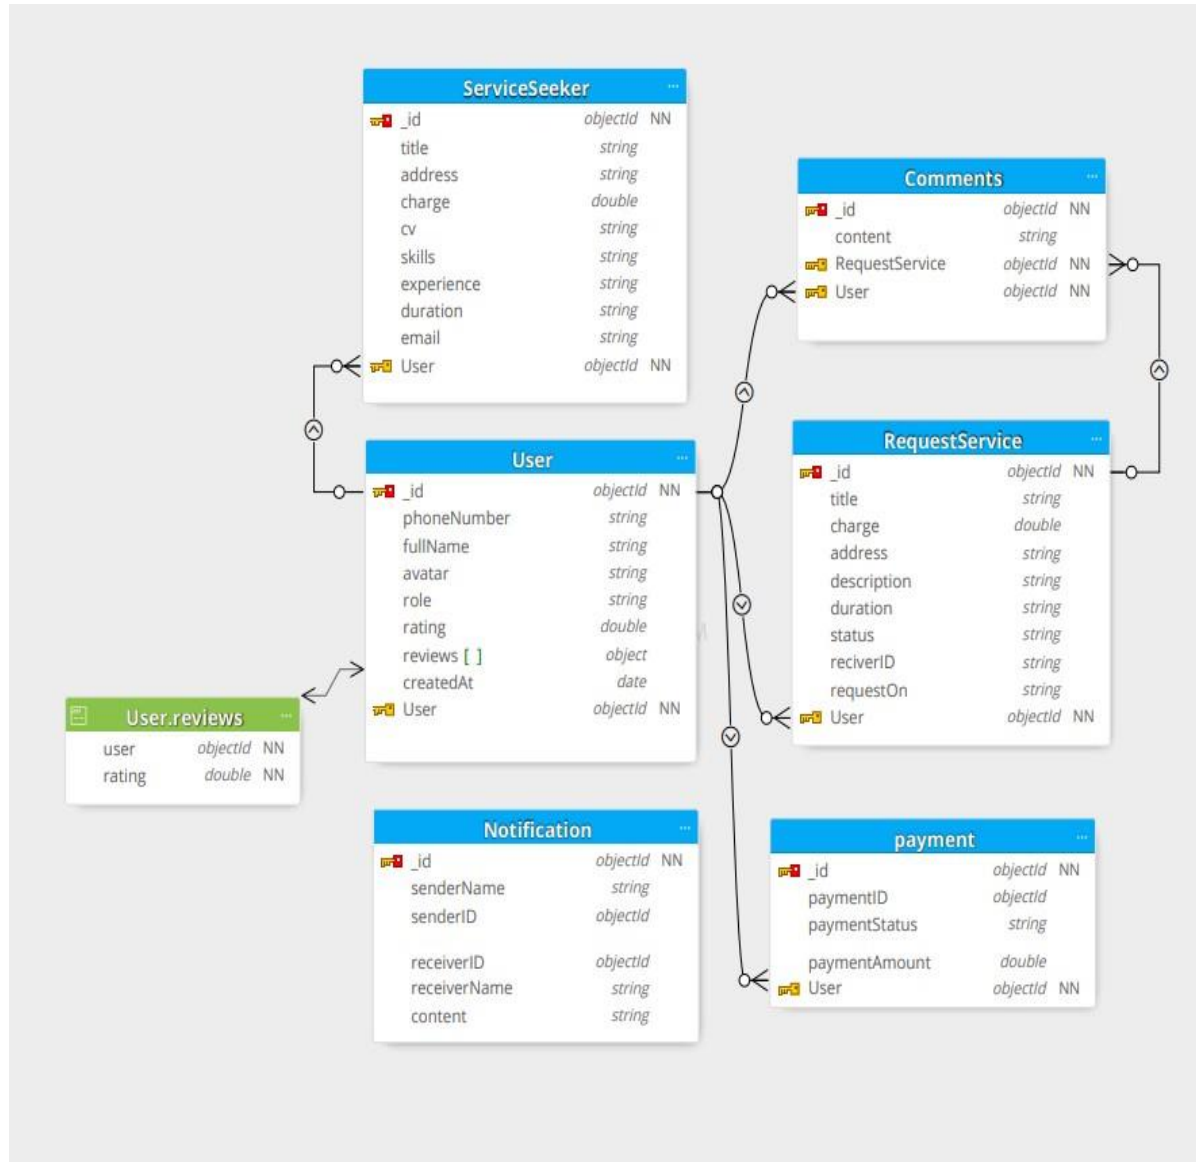 ServiceSeeker ...
_id objectId NN
title string
address string
charge double
cv string
skills string
experience string
duration string
email string
User objectId NN
Comments ...
_id objectId NN
content string
RequestService objectId NN
User objectId NN
User ...
_id objectId NN
phoneNumber string
fullName string
avatar string
role string
rating double
reviews [ ] object
createdAt date
User objectId NN
RequestService ...
_id objectId NN
title string
charge double
address string
description string
duration string
status string
reciverID string
requestOn string
User objectId NN
User.reviews ...
user objectId NN
rating double NN
Notification ...
_id objectId NN
senderName string
senderID objectId
receiverID objectId
receiverName string
content string
payment ...
_id objectId NN
paymentID objectId
paymentStatus string
paymentAmount double
User objectId NN